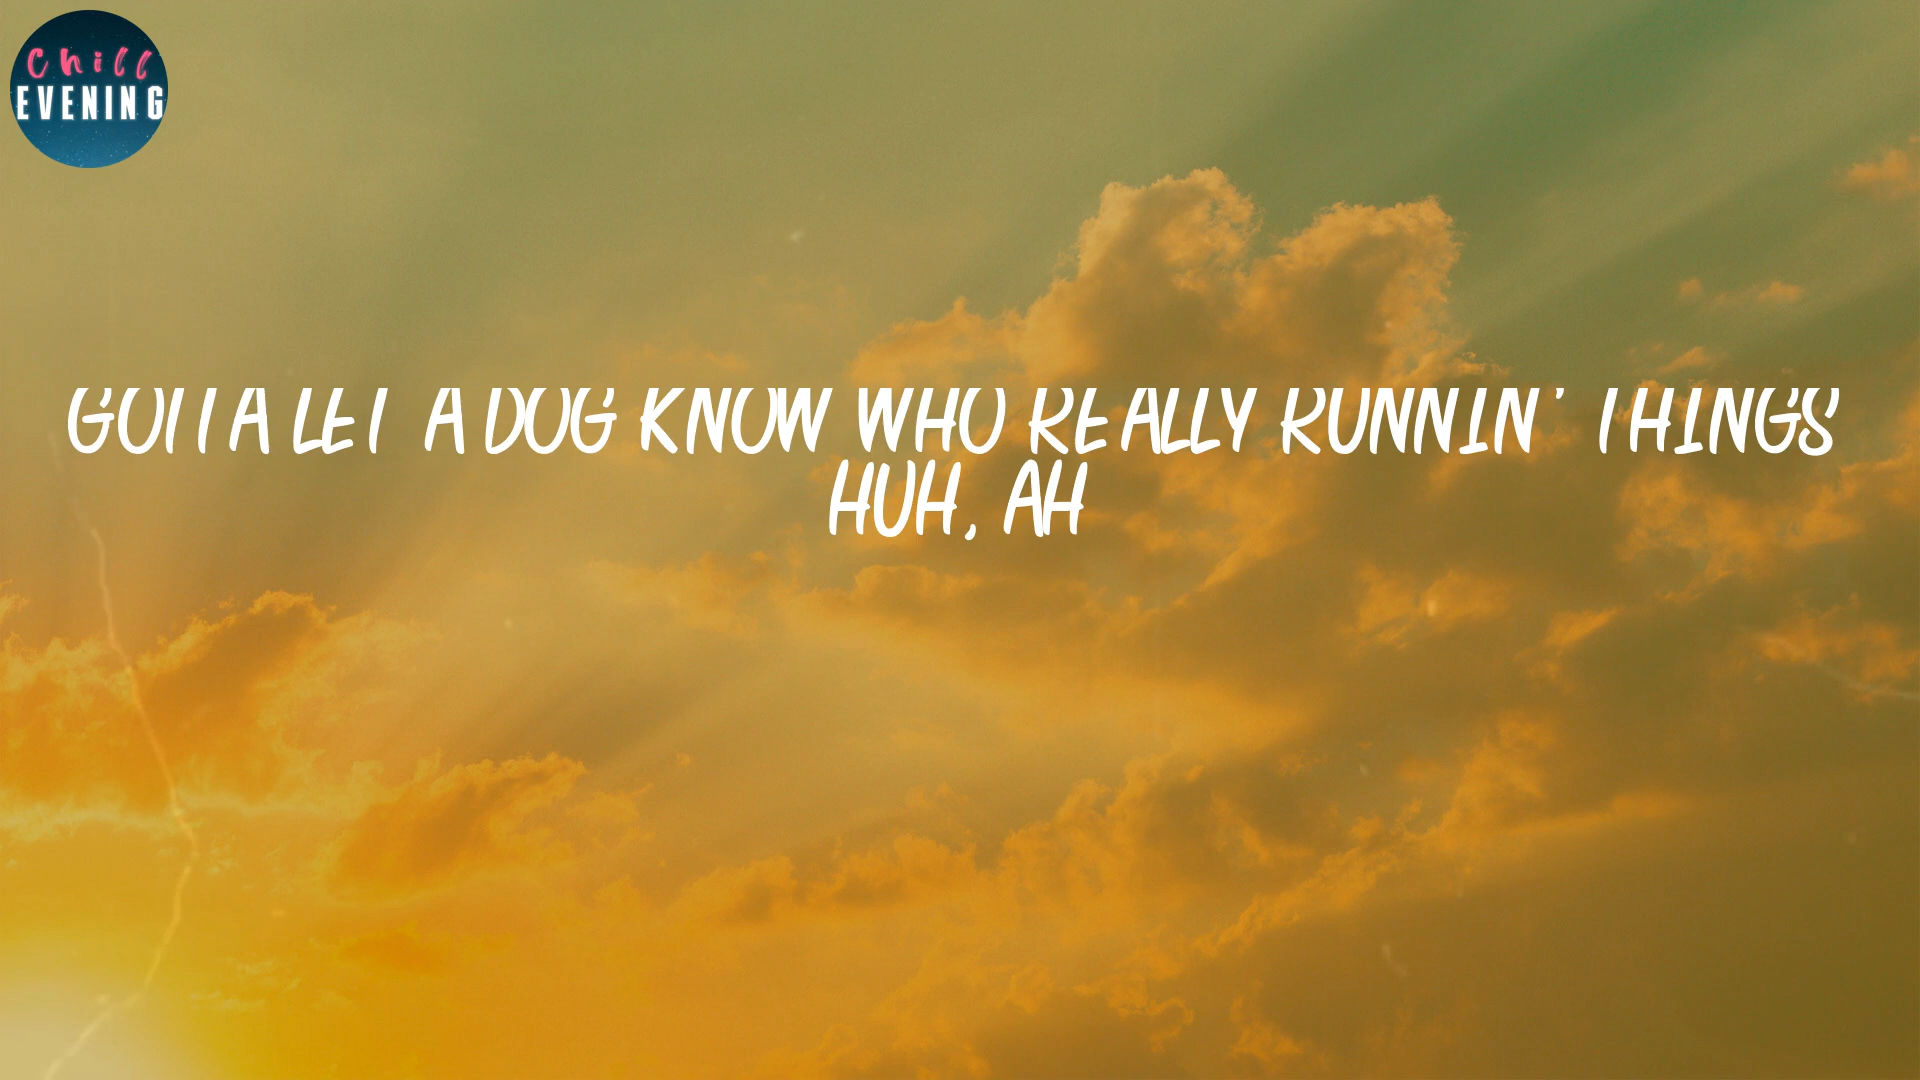 Chill
EVENING
GOTTA LET A DOG KNOW WHO REALLY RUNNIN' THINGS
HUH, AH